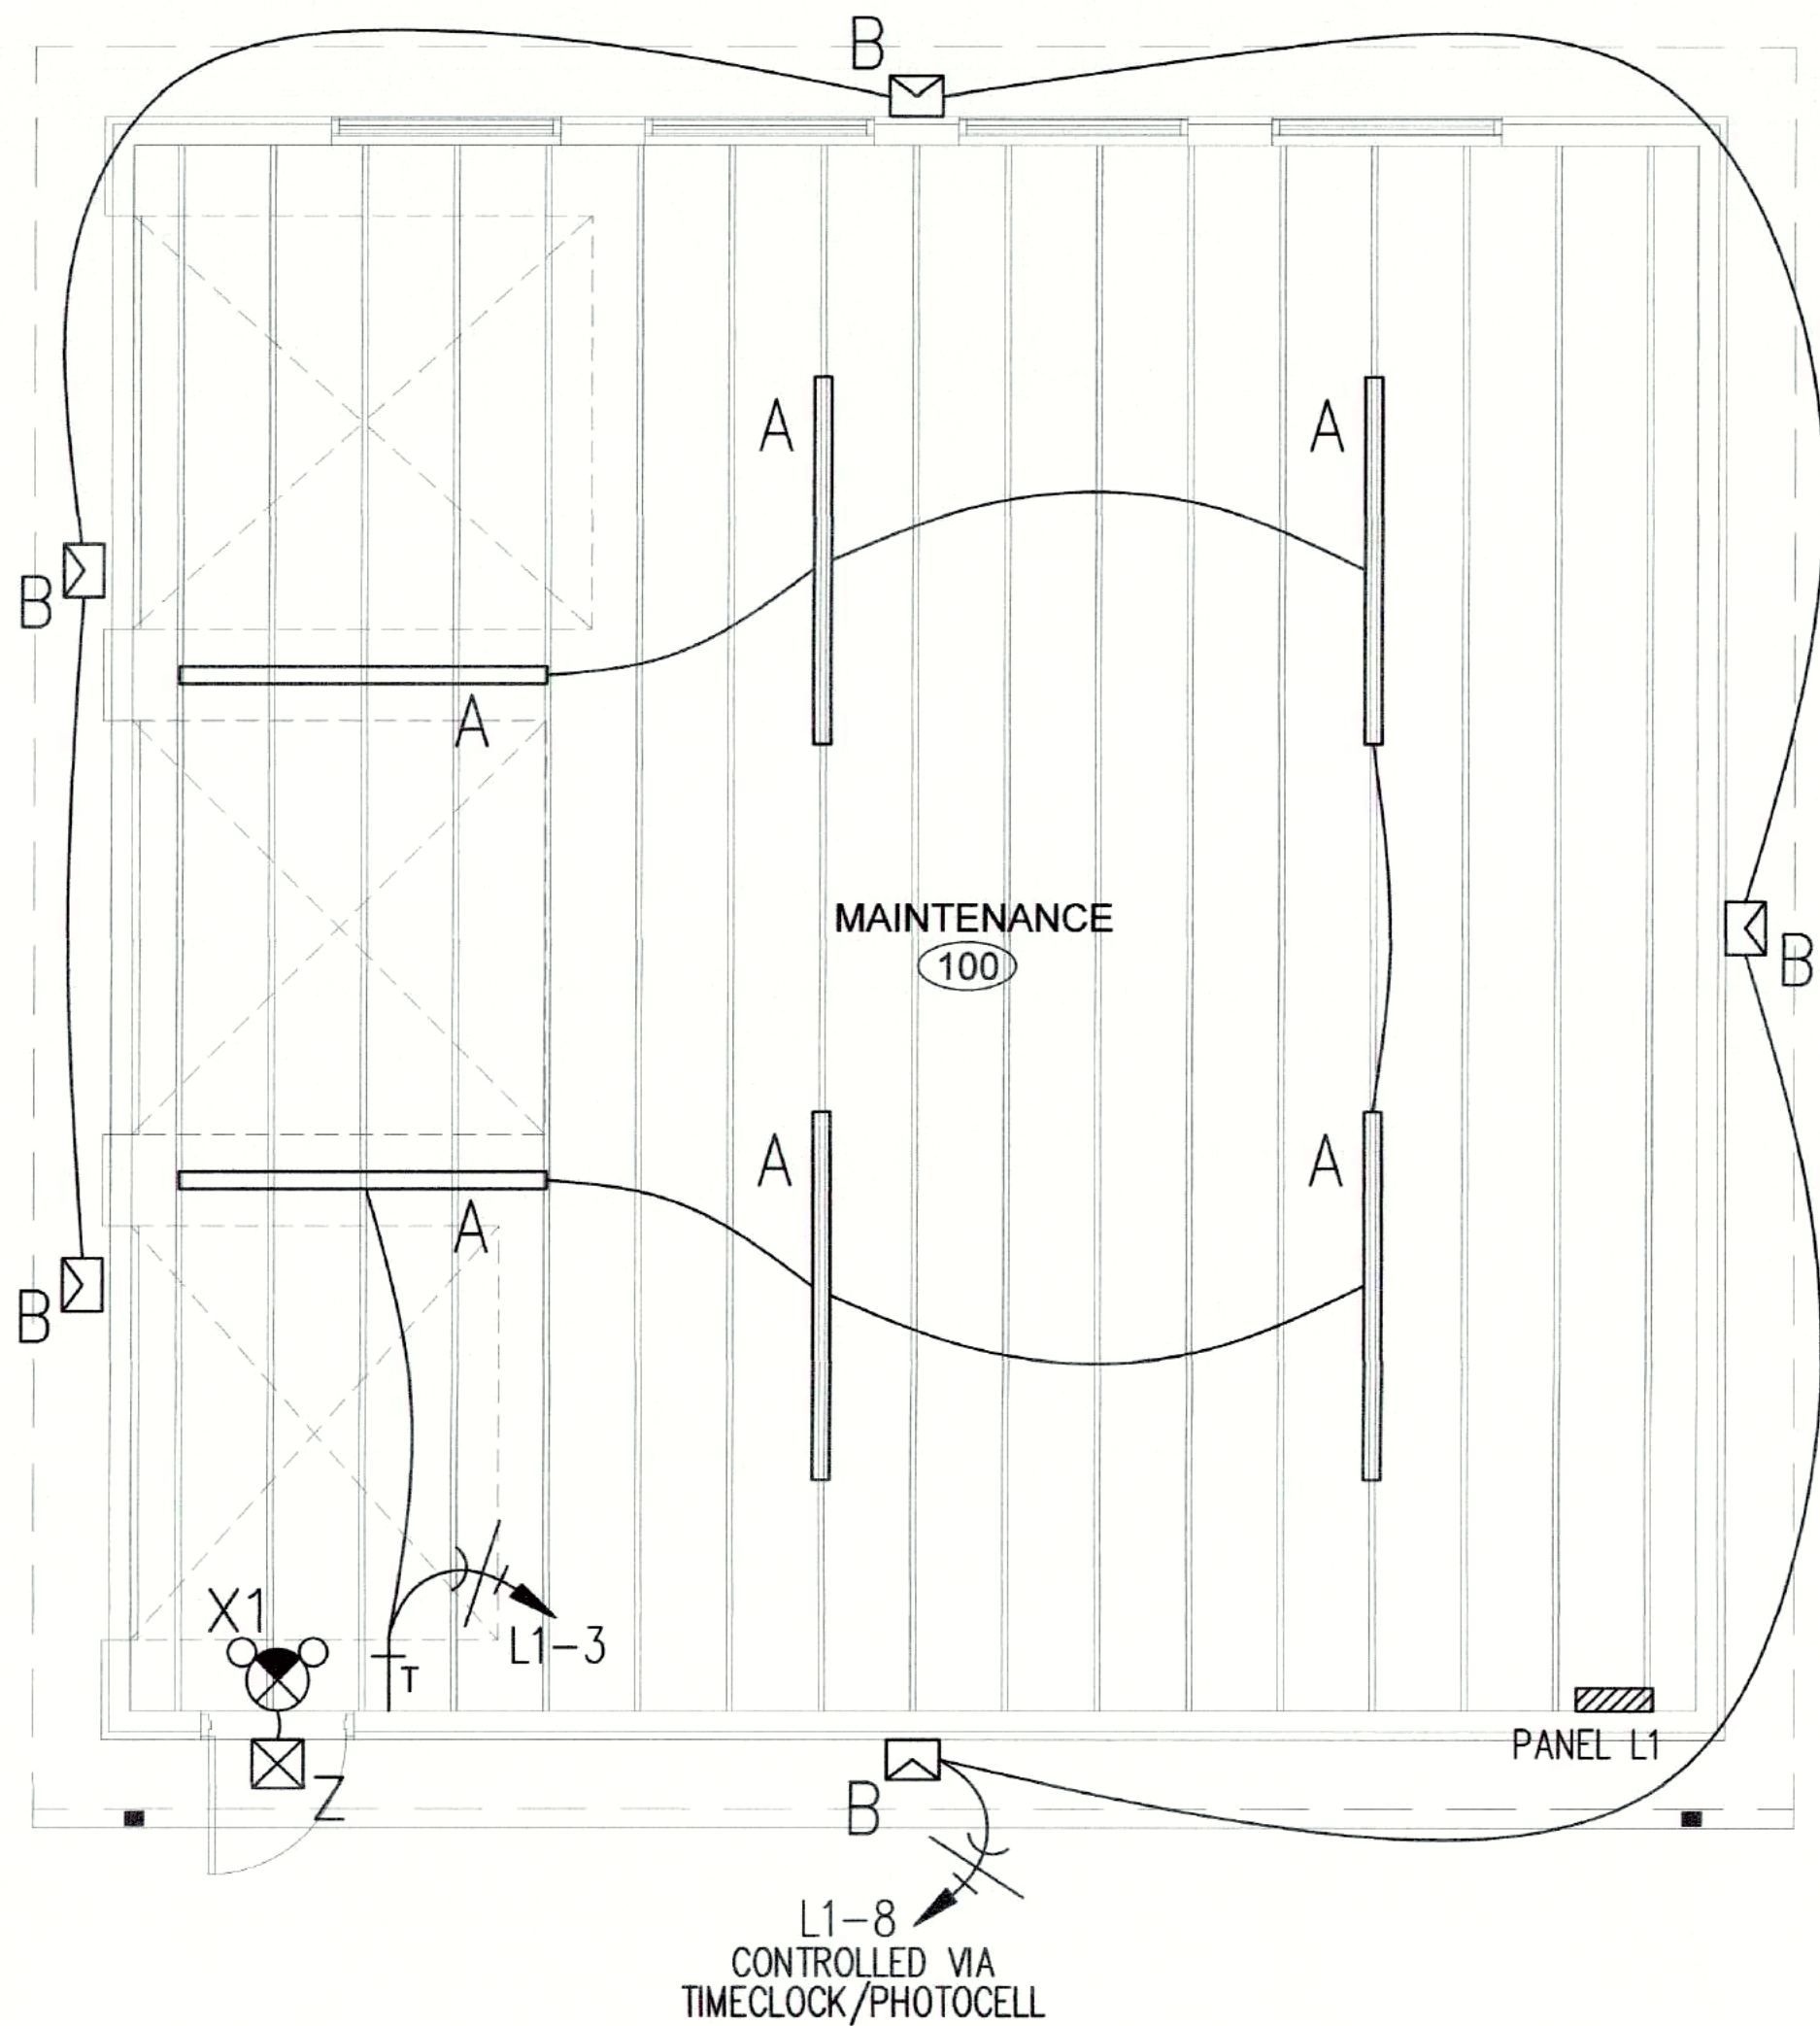 B
A
A
B
A
MAINTENANCE
100
B
A
A
A
B
X1
L1-3
T
PANEL L1
Z
B
L1-8
CONTROLLED VIA
TIMECLOCK/PHOTOCELL